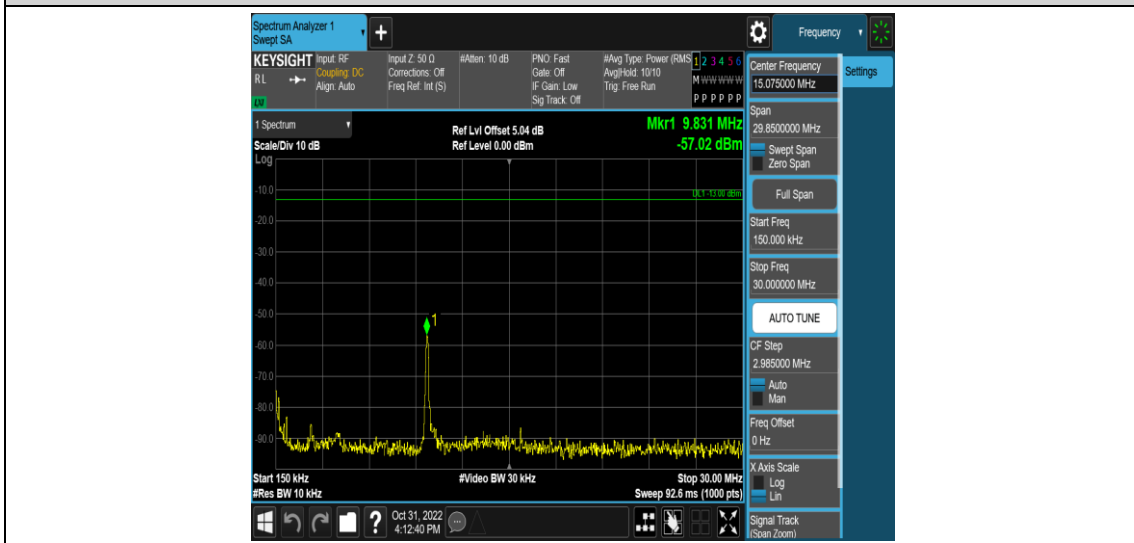 Spectrum Analyzer 1
Swept SA
Frequency
KEYSIGHT
RL
LXI
Input: RF
Coupling: DC
Align: Auto
Input Z: 50 Ω
Corrections: Off
Freq Ref: Int (S)
#Atten: 10 dB
PNO: Fast
Gate: Off
IF Gain: Low
Sig Track: Off
#Avg Type: Power (RMS
Avg|Hold: 10/10
Trig: Free Run
1 2 3 4 5 6
M W W W W W
P P P P P P
1 Spectrum
Scale/Div 10 dB
Ref Lvl Offset 5.04 dB
Ref Level 0.00 dBm
Mkr1 9.831 MHz
-57.02 dBm
Log
DL1 -13.00 dBm
-10.0
-20.0
-30.0
-40.0
-50.0
-60.0
-70.0
-80.0
-90.0
1
Start 150 kHz
#Res BW 10 kHz
#Video BW 30 kHz
Stop 30.00 MHz
Sweep 92.6 ms (1000 pts)
Center Frequency
15.075000 MHz
Settings
Span
29.8500000 MHz
Swept Span
Zero Span
Full Span
Start Freq
150.000 kHz
Stop Freq
30.000000 MHz
AUTO TUNE
CF Step
2.985000 MHz
Auto
Man
Freq Offset
0 Hz
X Axis Scale
Log
Lin
Signal Track
(Span Zoom)
?
Oct 31, 2022
4:12:40 PM